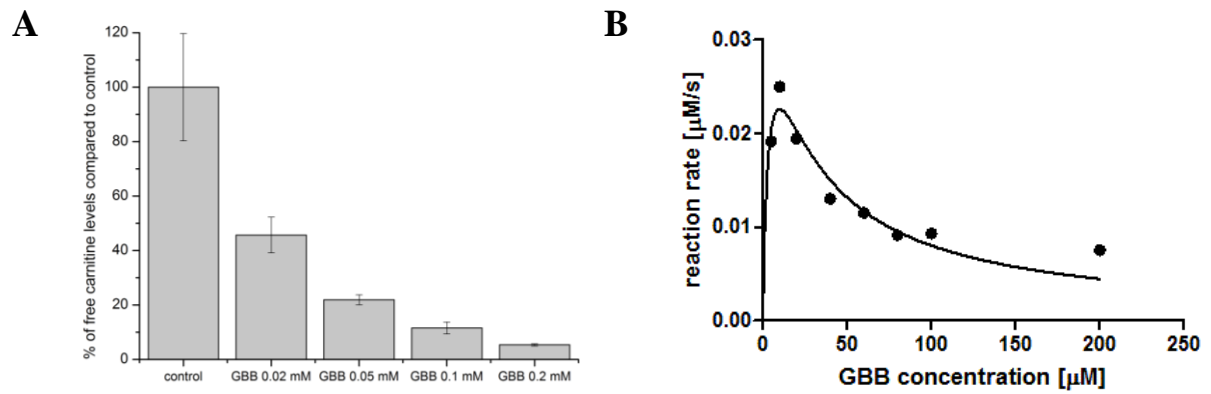 A
% of free carnitine levels compared to control
120
100
80
60
40
20
0
control GBB 0.02 mM GBB 0.05 mM GBB 0.1 mM GBB 0.2 mM
B
reaction rate [μM/s]
0.03
0.02
0.01
0.00
0 50 100 150 200 250
GBB concentration [μM]